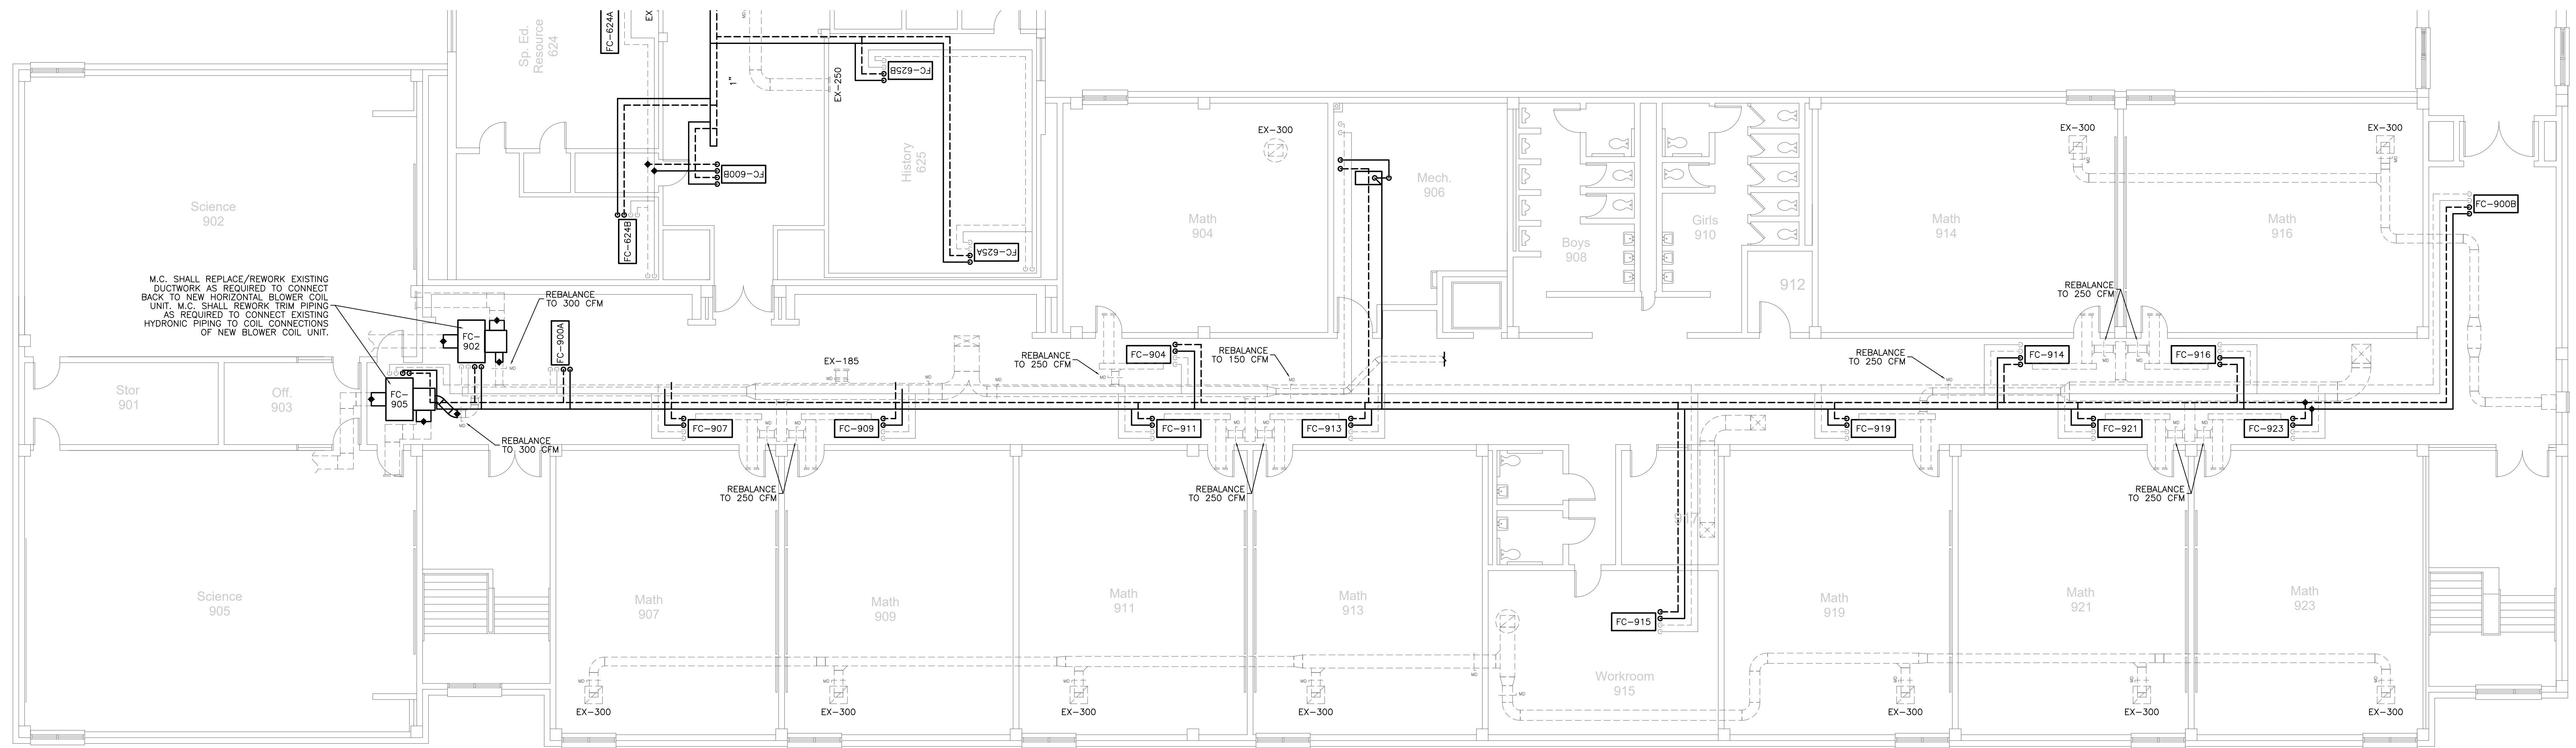 FC-624A
EX
Sp. Ed.
Resource
624
1"
EX-250
FC-625B
History
625
FC-600B
FC-624B
FC-625A
Science
902
M.C. SHALL REPLACE/REWORK EXISTING
DUCTWORK AS REQUIRED TO CONNECT
BACK TO NEW HORIZONTAL BLOWER COIL
UNIT. M.C. SHALL REWORK TRIM PIPING
AS REQUIRED TO CONNECT EXISTING
HYDRONIC PIPING TO COIL CONNECTIONS
OF NEW BLOWER COIL UNIT.
REBALANCE
TO 300 CFM
FC-
902
FC-900A
Stor
901
Off.
903
FC-
905
REBALANCE
TO 300 CFM
Science
905
EX-300
Math
904
Mech.
906
Boys
908
Girls
910
912
EX-300
Math
914
EX-300
Math
916
FC-900B
EX-185
REBALANCE
TO 250 CFM
FC-904
REBALANCE
TO 150 CFM
REBALANCE
TO 250 CFM
REBALANCE
TO 250 CFM
FC-914
FC-916
FC-907
FC-909
FC-911
FC-913
FC-919
FC-921
FC-923
REBALANCE
TO 250 CFM
REBALANCE
TO 250 CFM
REBALANCE
TO 250 CFM
Math
907
Math
909
Math
911
Math
913
FC-915
Workroom
915
Math
919
Math
921
Math
923
MD
MD
MD
MD
MD
MD
MD
MD
EX-300
EX-300
EX-300
EX-300
EX-300
EX-300
EX-300